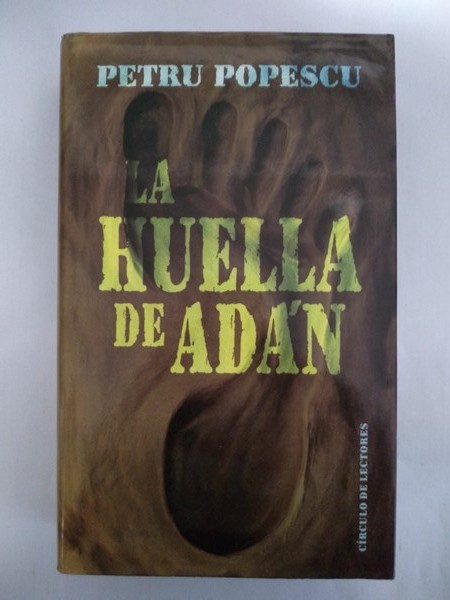 PETRU POPESCU
LA
HUELLA
DE ADÁN
CÍRCULO DE LECTORES